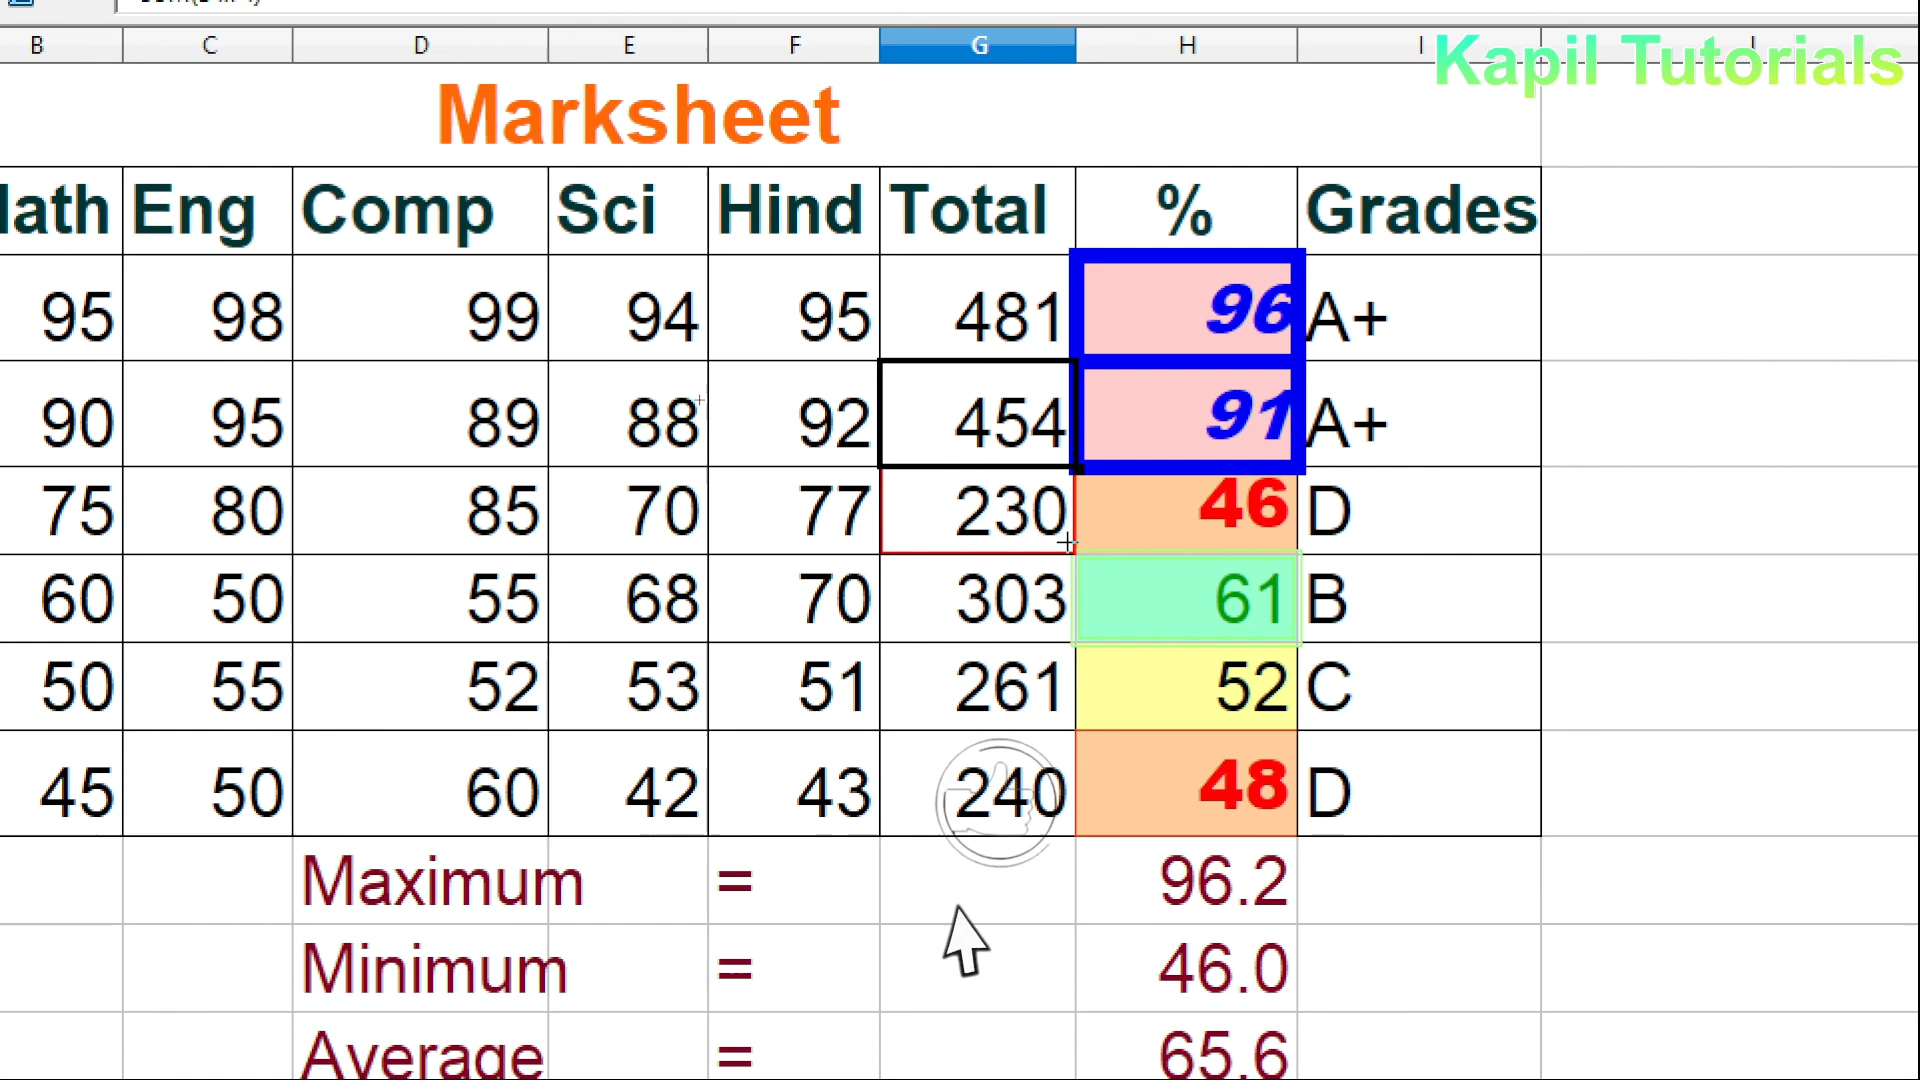 B C D E F G H I
Kapil Tutorials
Marksheet
Eng Comp Sci Hind Total % Grades
95 98 99 94 95 481 96 A+
90 95 89 88 92 454 91 A+
75 80 85 70 77 230 46 D
60 50 55 68 70 303 61 B
50 55 52 53 51 261 52 C
45 50 60 42 43 240 48 D
Maximum = 96.2
Minimum = 46.0
Average = 65.6